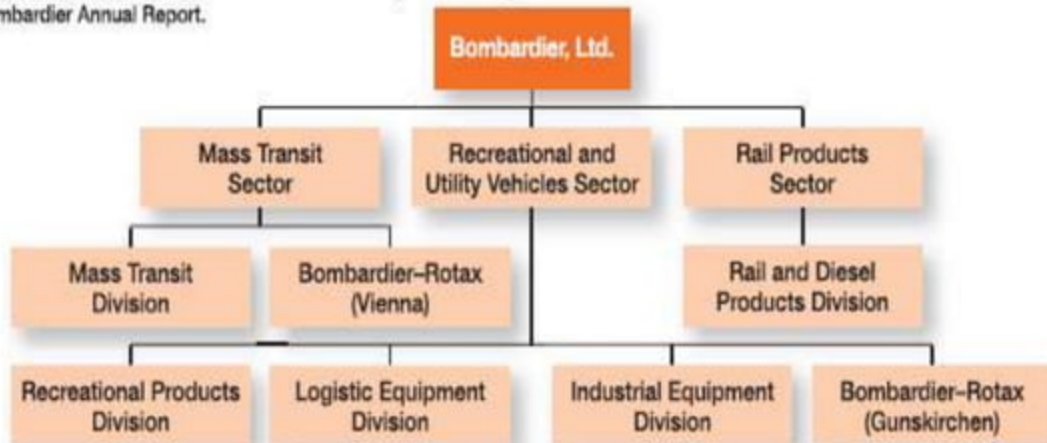 mbardier Annual Report.
Bombardier, Ltd.
Mass Transit
Sector
Recreational and
Utility Vehicles Sector
Rail Products
Sector
Mass Transit
Division
Bombardier–Rotax
(Vienna)
Rail and Diesel
Products Division
Recreational Products
Division
Logistic Equipment
Division
Industrial Equipment
Division
Bombardier–Rotax
(Gunskirchen)